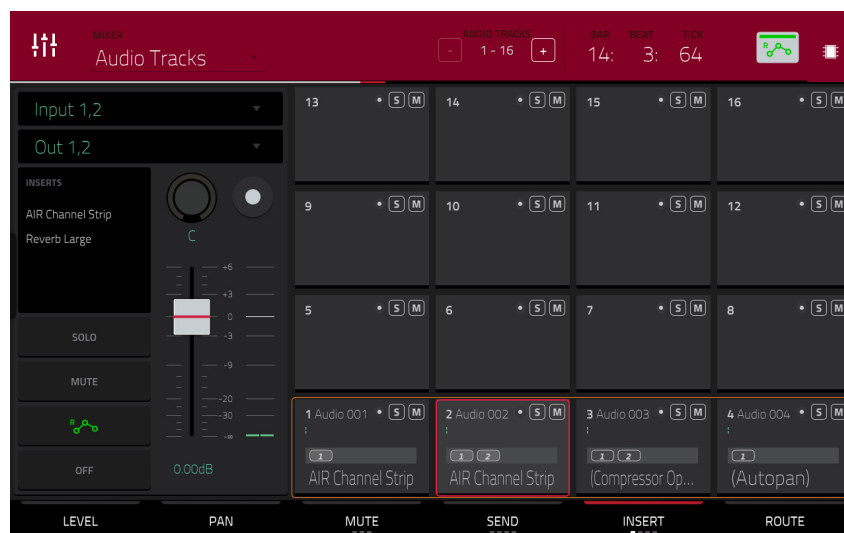 MIXER
Audio Tracks
AUDIO TRACKS
- 1 - 16 +
BAR BEAT TICK
14: 3: 64
R
Input 1,2
Out 1,2
INSERTS
AIR Channel Strip
Reverb Large
C
+6
+3
0
-3
-9
-20
-30
-∞
0.00dB
SOLO
MUTE
R
OFF
13 S M
14 S M
15 S M
16 S M
9 S M
10 S M
11 S M
12 S M
5 S M
6 S M
7 S M
8 S M
1 Audio 001 S M
1
AIR Channel Strip
2 Audio 002 S M
1 2
AIR Channel Strip
3 Audio 003 S M
1 2
(Compressor Op...
4 Audio 004 S M
1
(Autopan)
LEVEL PAN MUTE SEND INSERT ROUTE